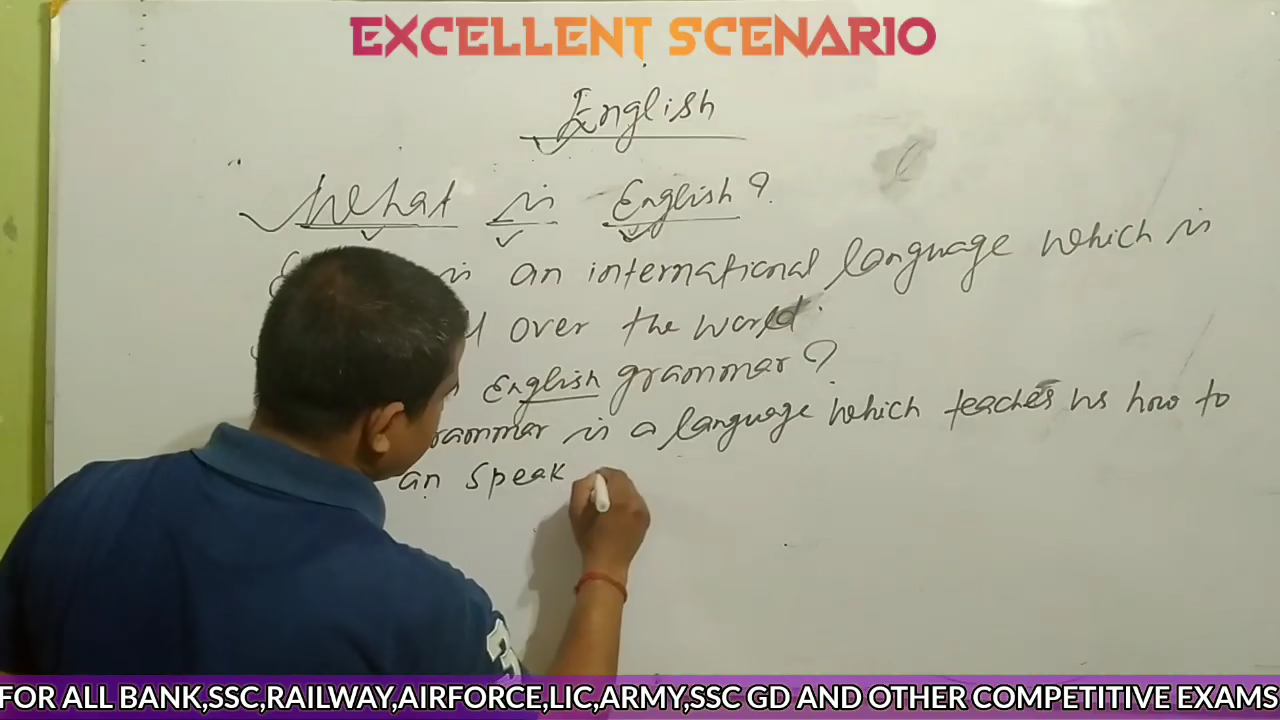 EXCELLENT SCENARIO
English
What is English?
is an international language which is
over the world.
English grammar?
rammar is a language which teaches us how to
an speak
FOR ALL BANK,SSC,RAILWAY,AIRFORCE,LIC,ARMY,SSC GD AND OTHER COMPETITIVE EXAMS